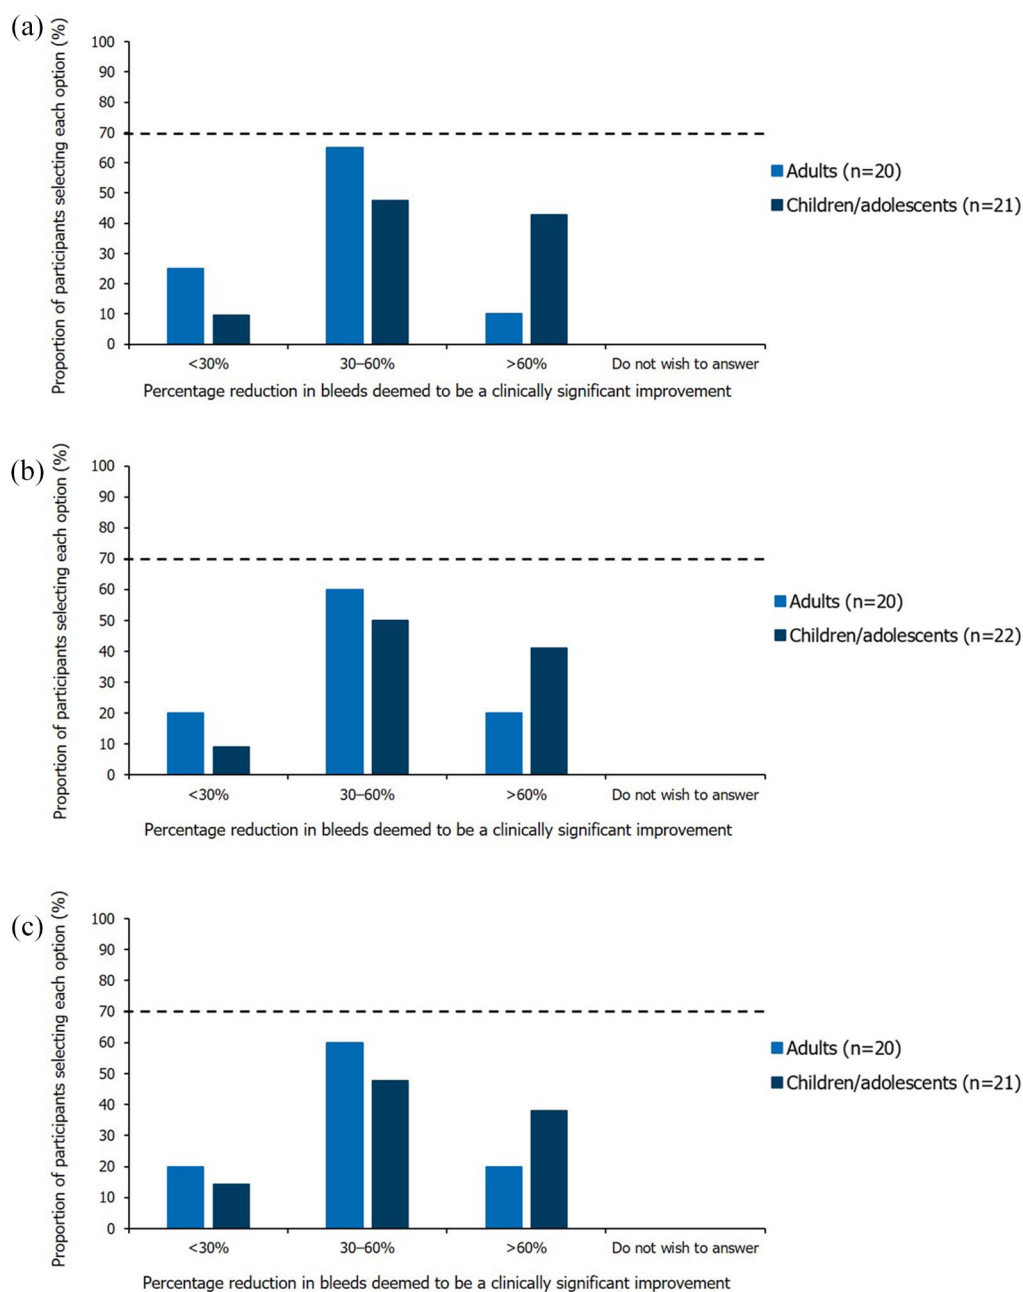 (a)
Proportion of participants selecting each option (%)
100
90
80
70
60
50
40
30
20
10
0
<30%
30–60%
>60%
Do not wish to answer
Percentage reduction in bleeds deemed to be a clinically significant improvement
Adults (n=20)
Children/adolescents (n=21)
(b)
Proportion of participants selecting each option (%)
100
90
80
70
60
50
40
30
20
10
0
<30%
30–60%
>60%
Do not wish to answer
Percentage reduction in bleeds deemed to be a clinically significant improvement
Adults (n=20)
Children/adolescents (n=22)
(c)
Proportion of participants selecting each option (%)
100
90
80
70
60
50
40
30
20
10
0
<30%
30–60%
>60%
Do not wish to answer
Percentage reduction in bleeds deemed to be a clinically significant improvement
Adults (n=20)
Children/adolescents (n=21)